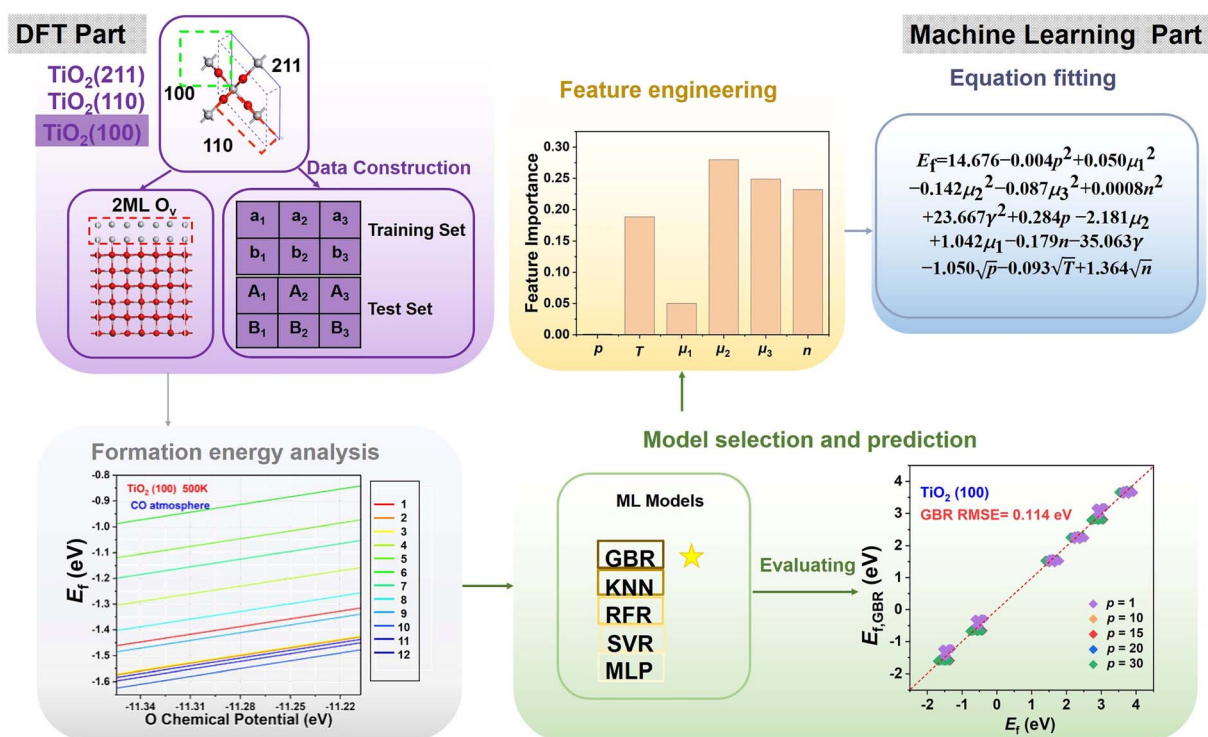 DFT Part
TiO₂(211)
TiO₂(110)
TiO₂(100)
100
211
110
Data Construction
2ML Oᵥ
a₁ a₂ a₃
b₁ b₂ b₃
A₁ A₂ A₃
B₁ B₂ B₃
Training Set
Test Set
Feature engineering
Feature Importance
0.30
0.25
0.20
0.15
0.10
0.05
0.00
p T μ₁ μ₂ μ₃ n
Machine Learning Part
Equation fitting
E_f=14.676−0.004p²+0.050μ₁²
−0.142μ₂²−0.087μ₃²+0.0008n²
+23.667γ²+0.284p −2.181μ₂
+1.042μ₁−0.179n−35.063γ
−1.050√p−0.093√T+1.364√n
Formation energy analysis
E_f (eV)
-0.8
-0.9
-1.0
-1.1
-1.2
-1.3
-1.4
-1.5
-1.6
TiO₂ (100) 500K
CO atmosphere
-11.34 -11.31 -11.28 -11.25 -11.22
O Chemical Potential (eV)
1
2
3
4
5
6
7
8
9
10
11
12
Model selection and prediction
ML Models
GBR
KNN
RFR
SVR
MLP
Evaluating
E_f,GBR (eV)
4
3
2
1
0
-1
-2
TiO₂ (100)
GBR RMSE= 0.114 eV
p = 1
p = 10
p = 15
p = 20
p = 30
-2 -1 0 1 2 3 4
E_f (eV)